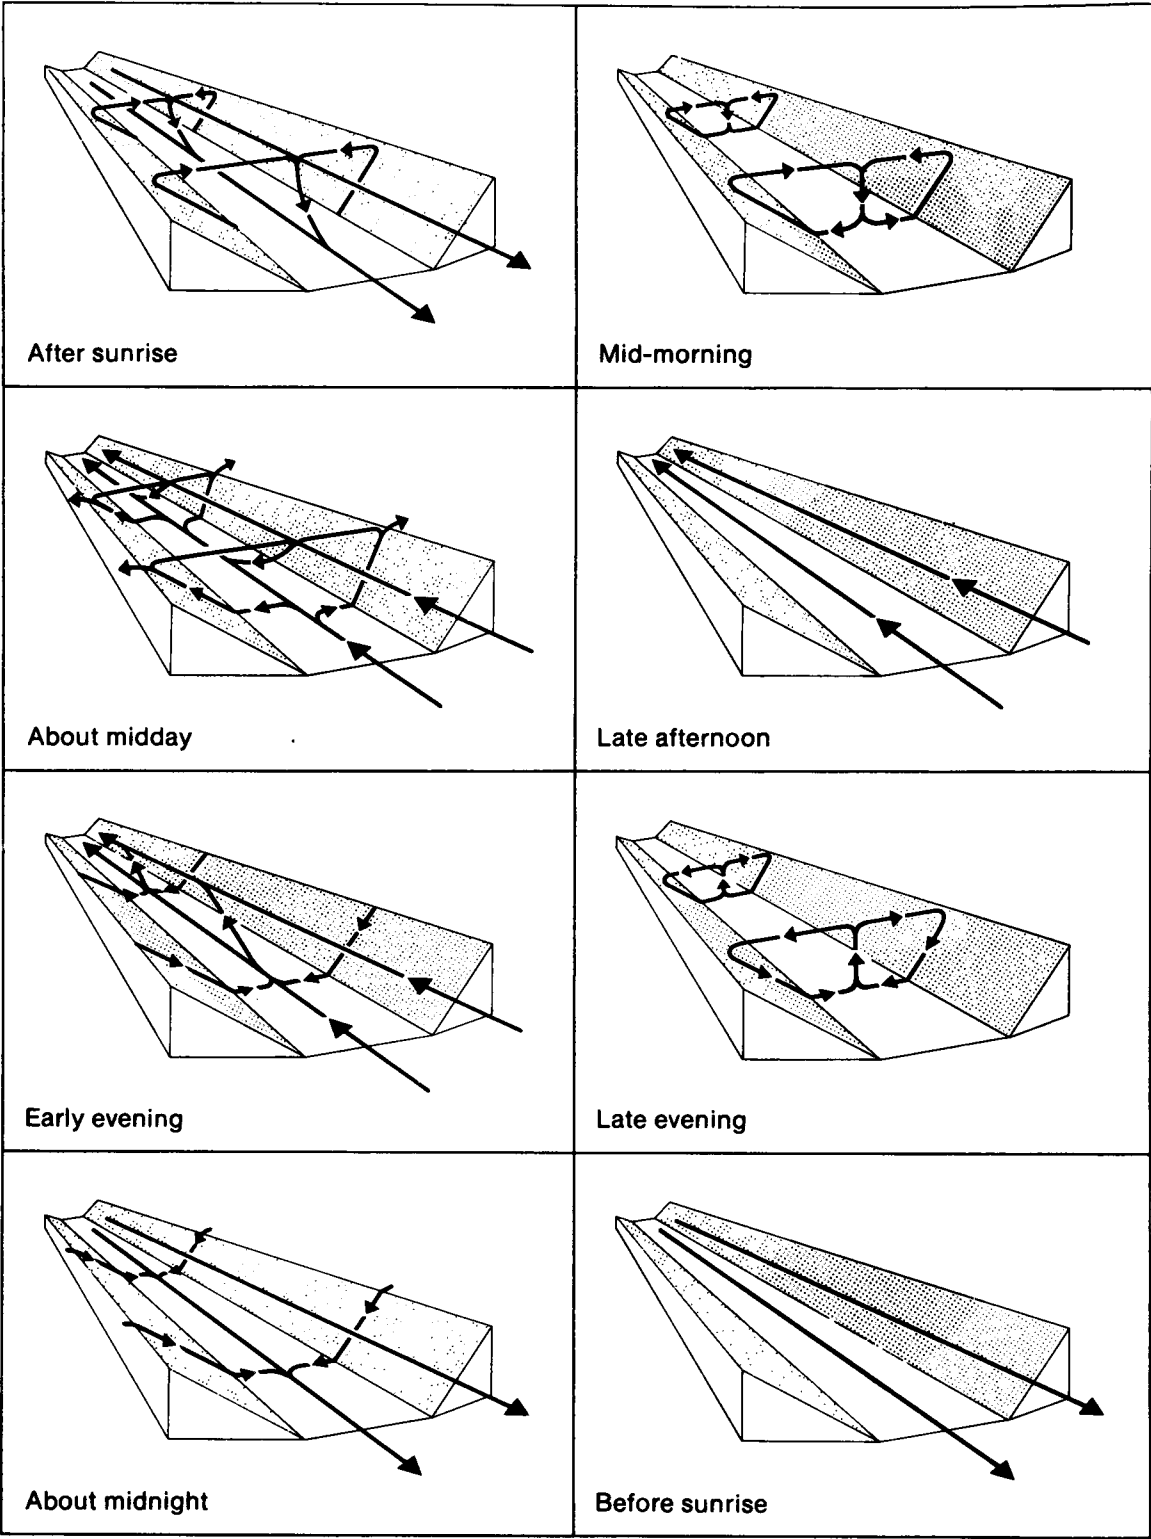 After sunrise
Mid-morning
About midday
Late afternoon
Early evening
Late evening
About midnight
Before sunrise